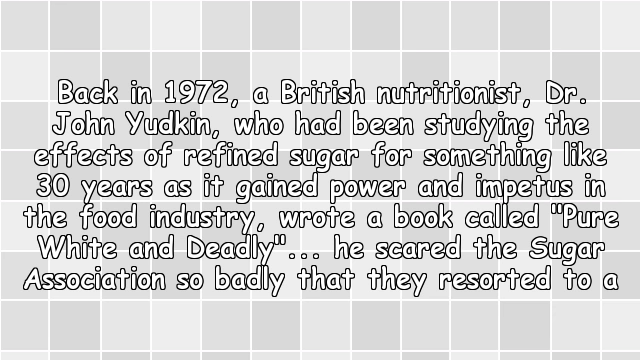 Back in 1972, a British nutritionist, Dr.
John Yudkin, who had been studying the
effects of refined sugar for something like
30 years as it gained power and impetus in
the food industry, wrote a book called "Pure
White and Deadly"... he scared the Sugar
Association so badly that they resorted to a